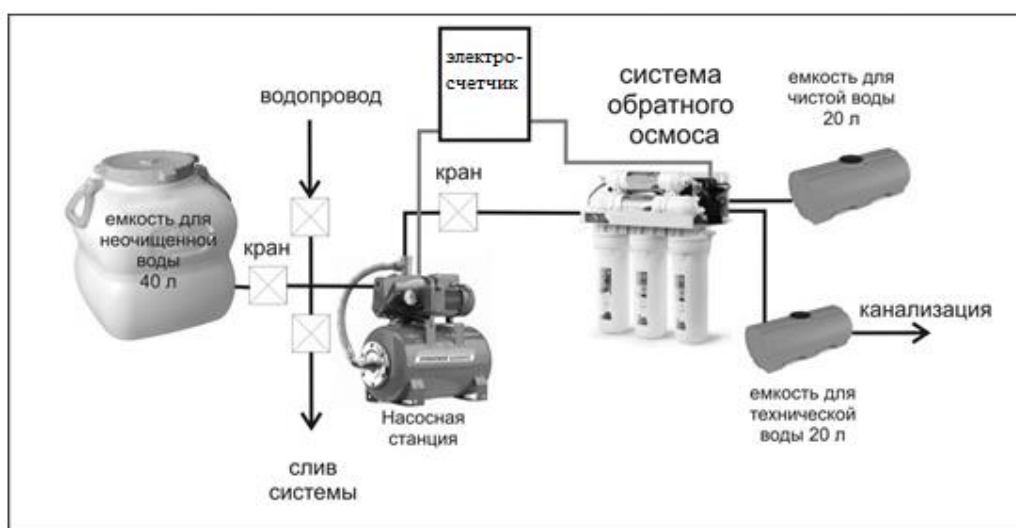 электро-
счетчик
система
обратного
осмоса
емкость для
чистой воды
20 л
водопровод
кран
емкость для
неочищенной
воды
40 л
кран
канализация
Насосная
станция
емкость для
технической
воды 20 л
слив
системы